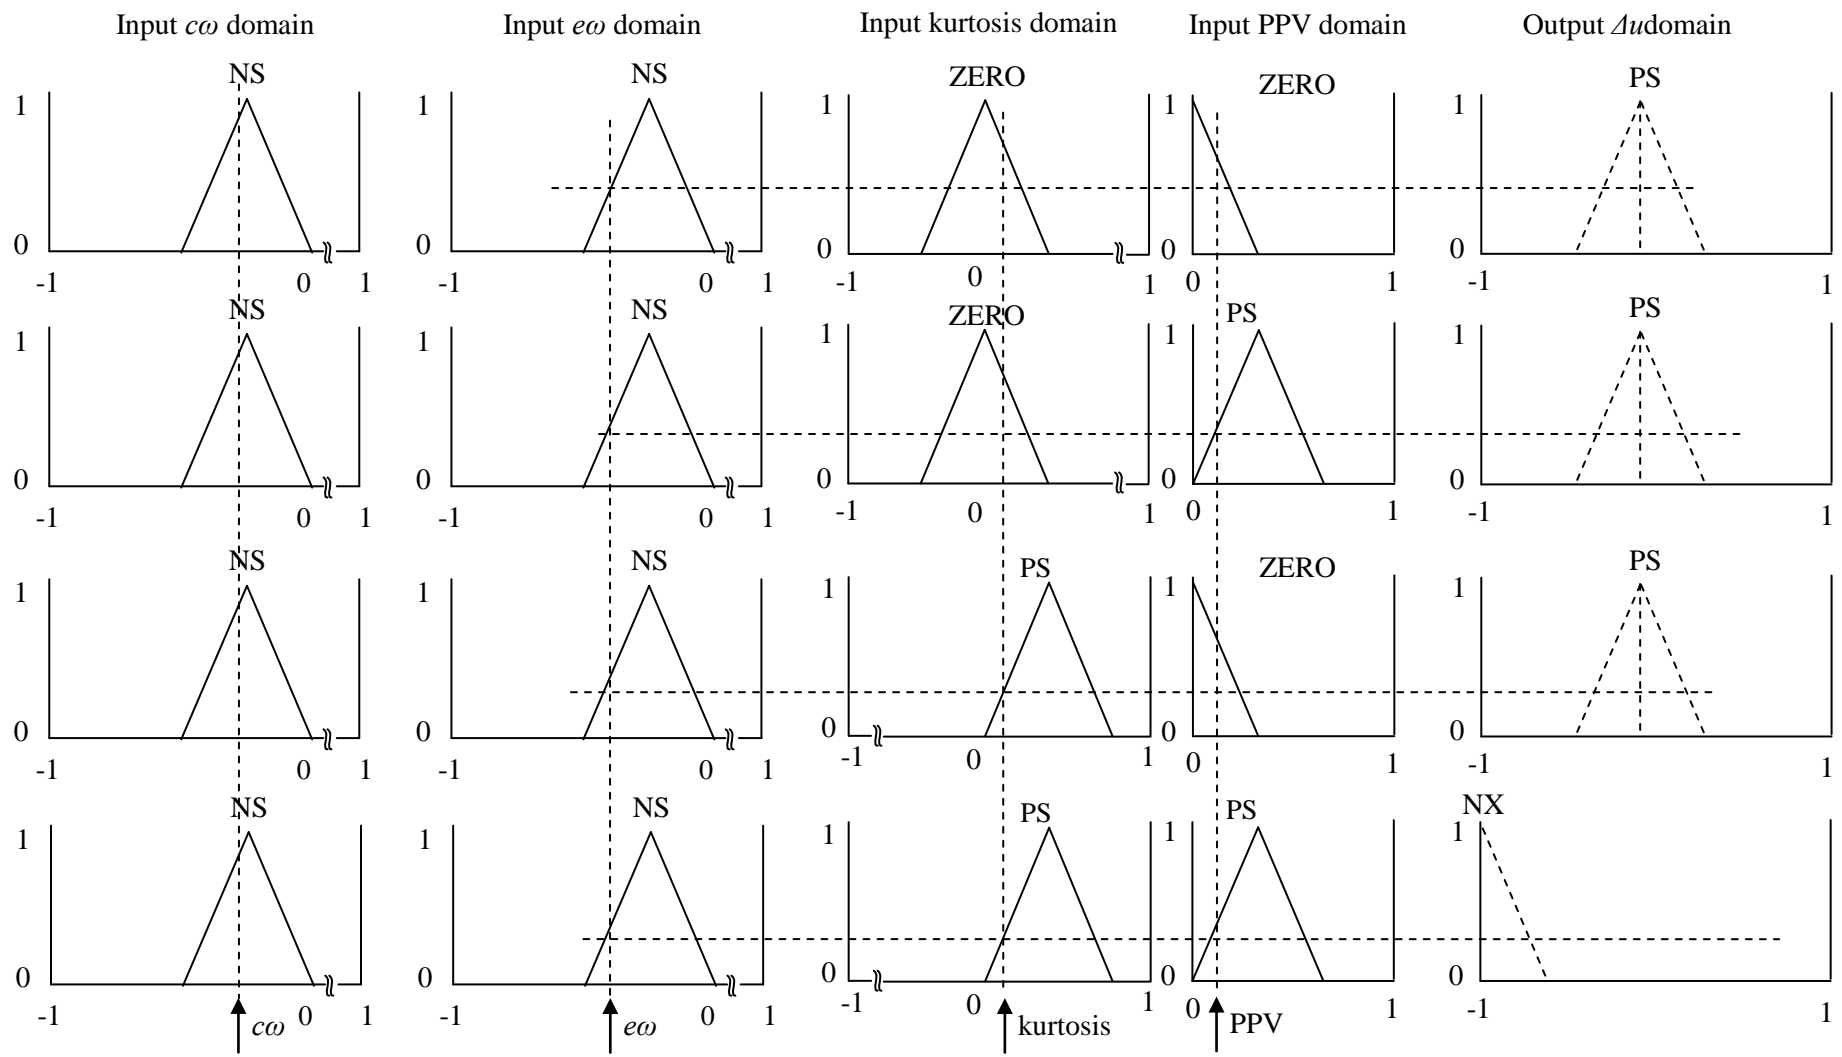 Input cω domain Input eω domain Input kurtosis domain Input PPV domain Output Δudomain
NS NS ZERO ZERO PS
1 1 1 1 1
0 0 0 0 0
-1 0 1 -1 0 1 -1 0 1 0 1 -1 1
NS NS ZERO PS PS
1 1 1 1 1
0 0 0 0 0
-1 0 1 -1 0 1 -1 0 1 0 1 -1 1
NS NS PS ZERO PS
1 1 1 1 1
0 0 0 0 0
-1 0 1 -1 0 1 -1 0 1 0 1 -1 1
NS NS PS PS NX
1 1 1 1 1
0 0 0 0 0
-1 0 1 -1 0 1 -1 0 1 0 1 -1 1
cω eω kurtosis PPV